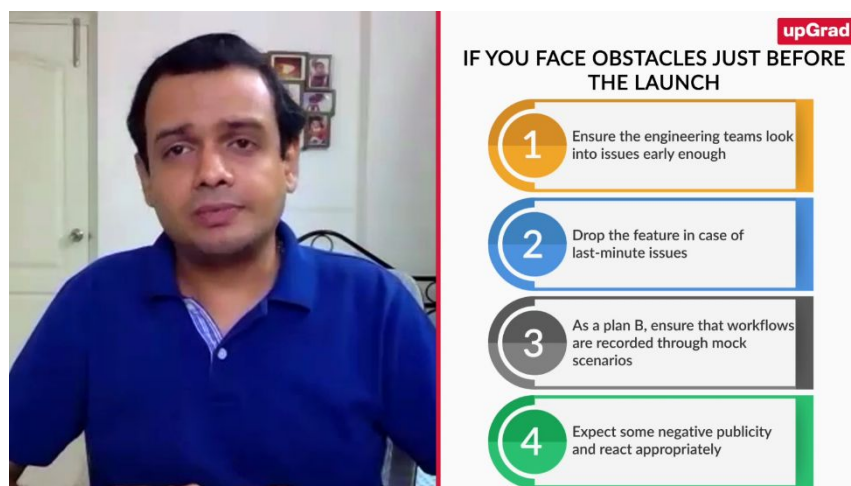 upGrad
IF YOU FACE OBSTACLES JUST BEFORE
THE LAUNCH
1
Ensure the engineering teams look
into issues early enough
2
Drop the feature in case of
last-minute issues
3
As a plan B, ensure that workflows
are recorded through mock
scenarios
4
Expect some negative publicity
and react appropriately